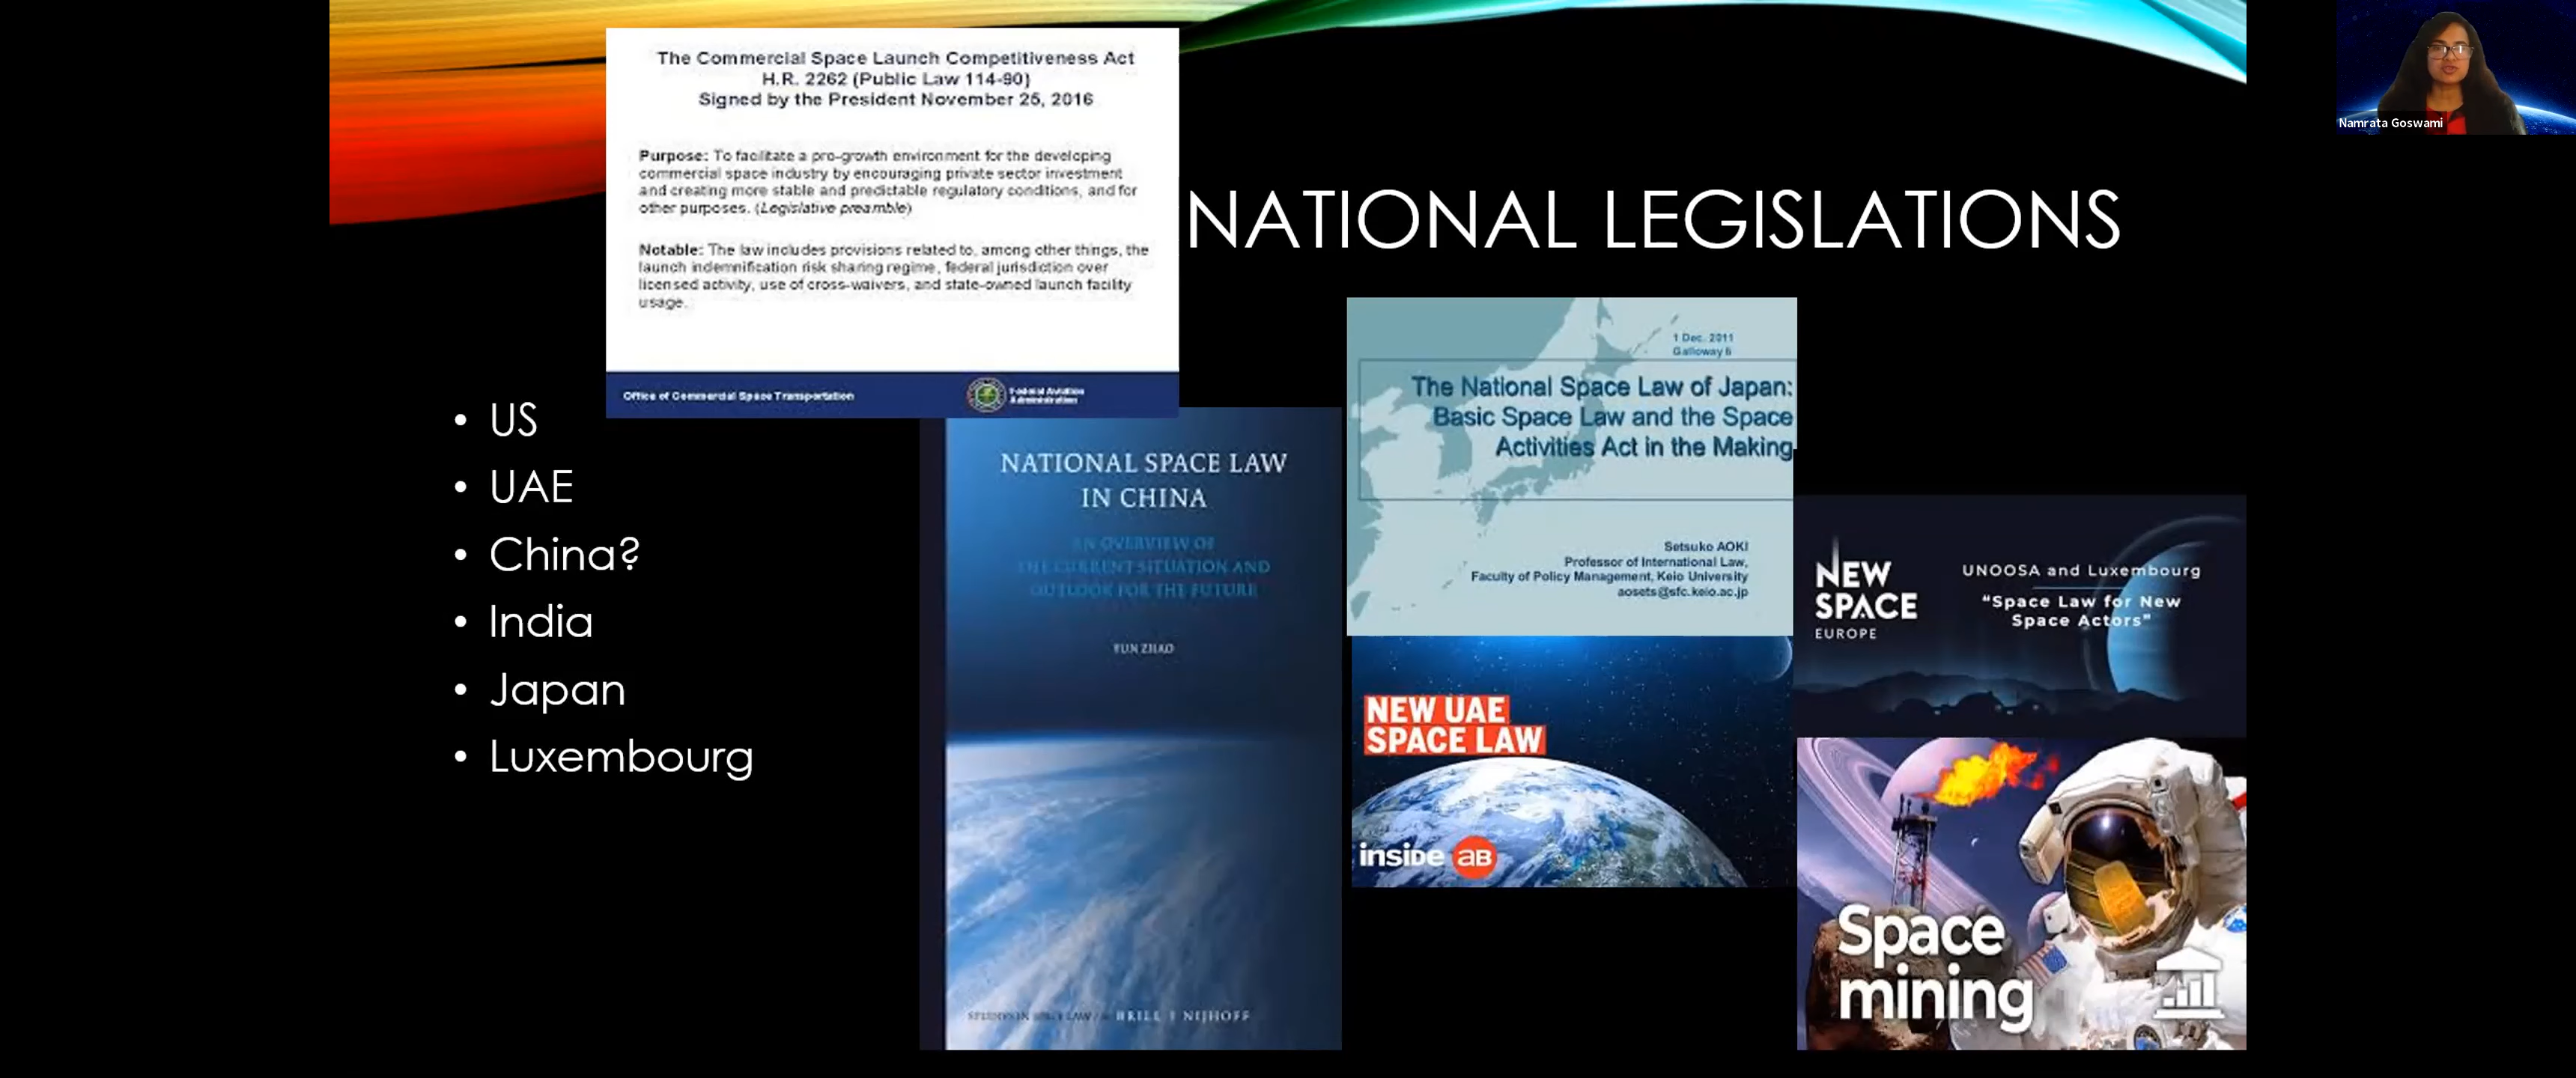 The Commercial Space Launch Competitiveness Act
H.R. 2262 (Public Law 114-90)
Signed by the President November 25, 2016
Purpose: To facilitate a pro-growth environment for the developing
commercial space industry by encouraging private sector investment
and creating more stable and predictable regulatory conditions, and for
other purposes. (Legislative preamble)
Notable: The law includes provisions related to, among other things, the
launch indemnification risk sharing regime, federal jurisdiction over
licensed activity, use of cross-waivers, and state-owned launch facility
usage.
Office of Commercial Space Transportation
Federal Aviation
Administration
NATIONAL LEGISLATIONS
• US
• UAE
• China?
• India
• Japan
• Luxembourg
NATIONAL SPACE LAW
IN CHINA
AN OVERVIEW OF
THE CURRENT SITUATION AND
OUTLOOK FOR THE FUTURE
YUN ZHAO
STUDIES IN SPACE LAW
BRILL | NIJHOFF
1 Dec. 2011
Galloway 6
The National Space Law of Japan:
Basic Space Law and the Space
Activities Act in the Making
Setsuko AOKI
Professor of International Law,
Faculty of Policy Management, Keio University
aosets@sfc.keio.ac.jp
NEW UAE
SPACE LAW
inside aB
NEW
SPACE
EUROPE
UNOOSA and Luxembourg
"Space Law for New
Space Actors"
Space
mining
Namrata Goswami